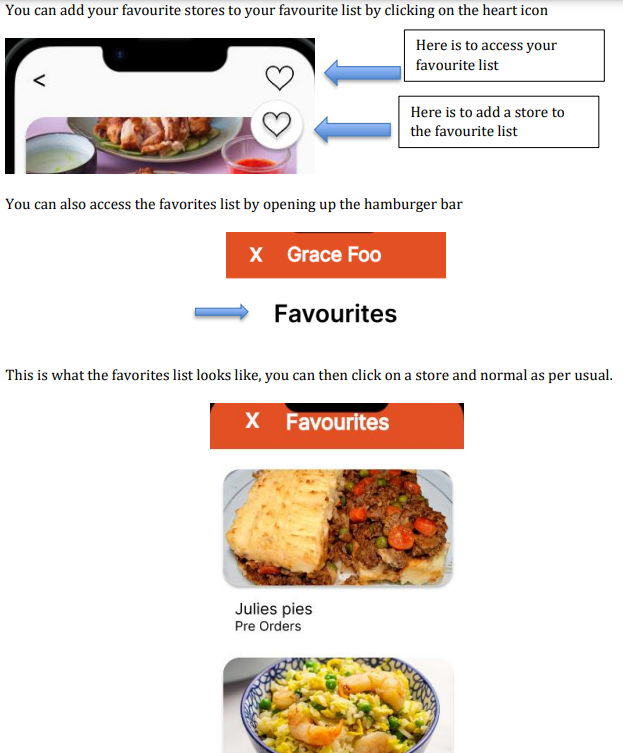 You can add your favourite stores to your favourite list by clicking on the heart icon
<
Here is to access your
favourite list
Here is to add a store to
the favourite list
You can also access the favorites list by opening up the hamburger bar
X Grace Foo
Favourites
This is what the favorites list looks like, you can then click on a store and normal as per usual.
X Favourites
Julies pies
Pre Orders